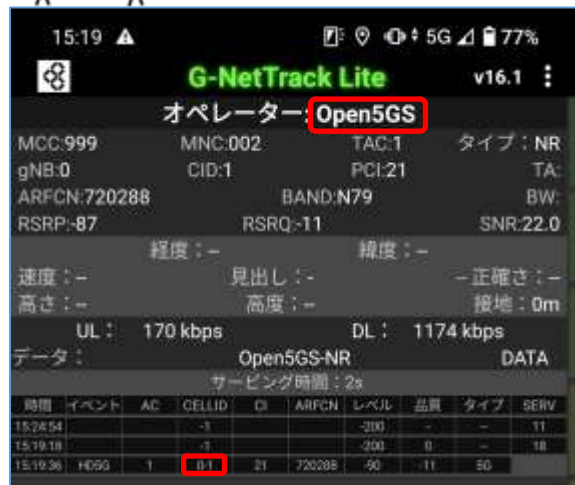 15:19 5G 77%
G-NetTrack Lite v16.1
オペレーター: Open5GS
MCC:999 MNC:002 TAC:1 タイプ：NR
gNB:0 CID:1 PCI:21 TA:
ARFCN:720288 BAND:N79 BW:
RSRP:-87 RSRQ:-11 SNR:22.0
経度：– 緯度：–
速度：– 見出し：- – 正確さ：–
高さ：– 高度：– 接地：0m
UL： 170 kbps DL： 1174 kbps
データ： Open5GS-NR DATA
サービング時間：2s
時間 イベント AC CELLID CI ARFCN レベル 品質 タイプ SERV
15:24:54 -1 -200 - – 11
15:19:18 -1 -200 0 – 18
15:19:36 HO5G 1 0-1 21 720288 -90 -11 5G